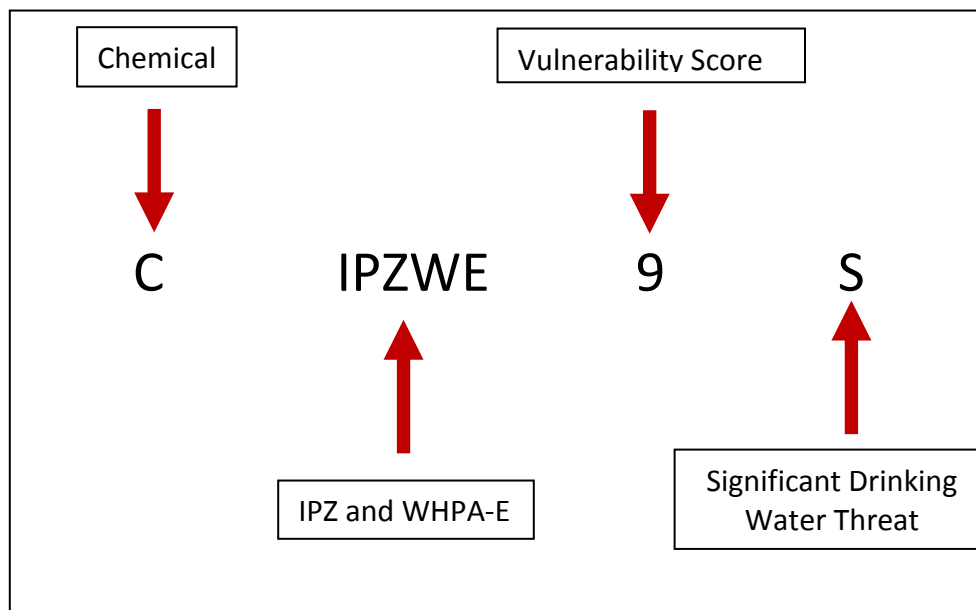 Chemical
Vulnerability Score
C IPZWE 9 S
IPZ and WHPA-E
Significant Drinking
Water Threat